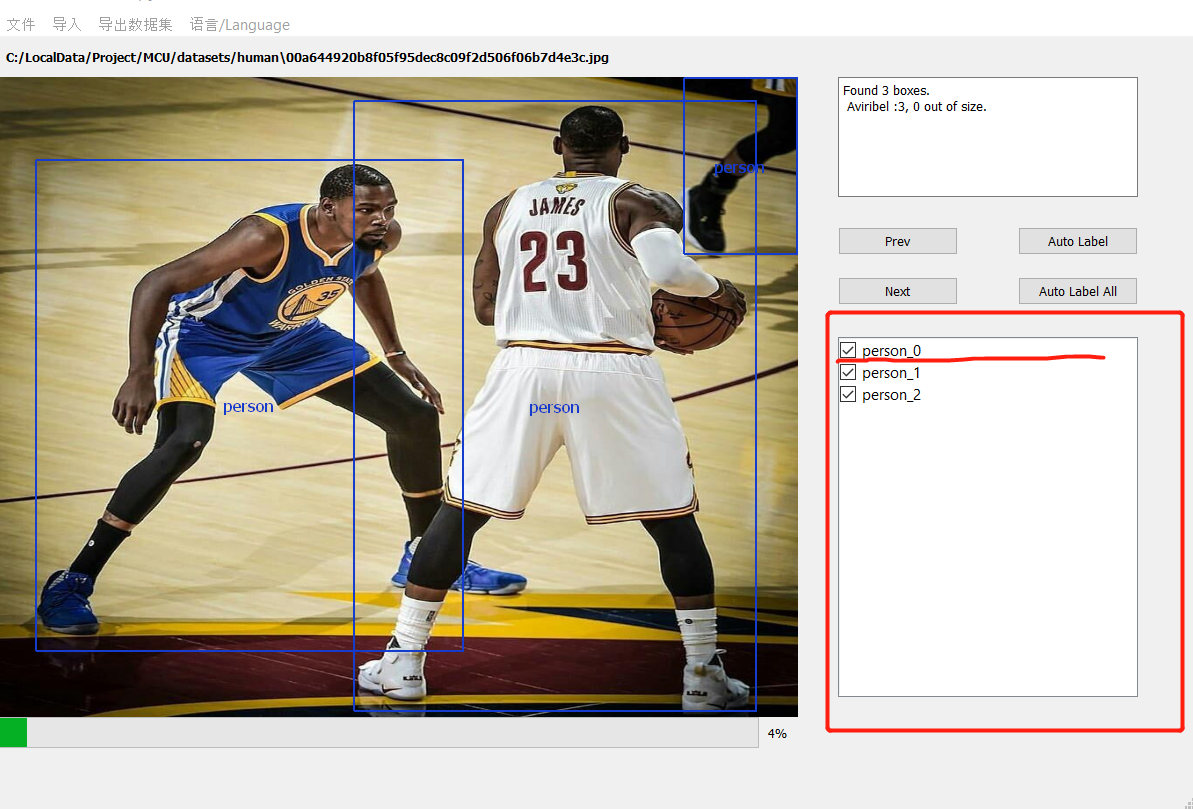 文件 导入 导出数据集 语言/Language
C:/LocalData/Project/MCU/datasets/human\00a644920b8f05f95dec8c09f2d506f06b7d4e3c.jpg
Found 3 boxes.
Aviribel :3, 0 out of size.
person
JAMES
23
GOLDEN STATE
35
WARRIORS
Prev
Auto Label
Next
Auto Label All
person_0
person_1
person_2
person
person
4%